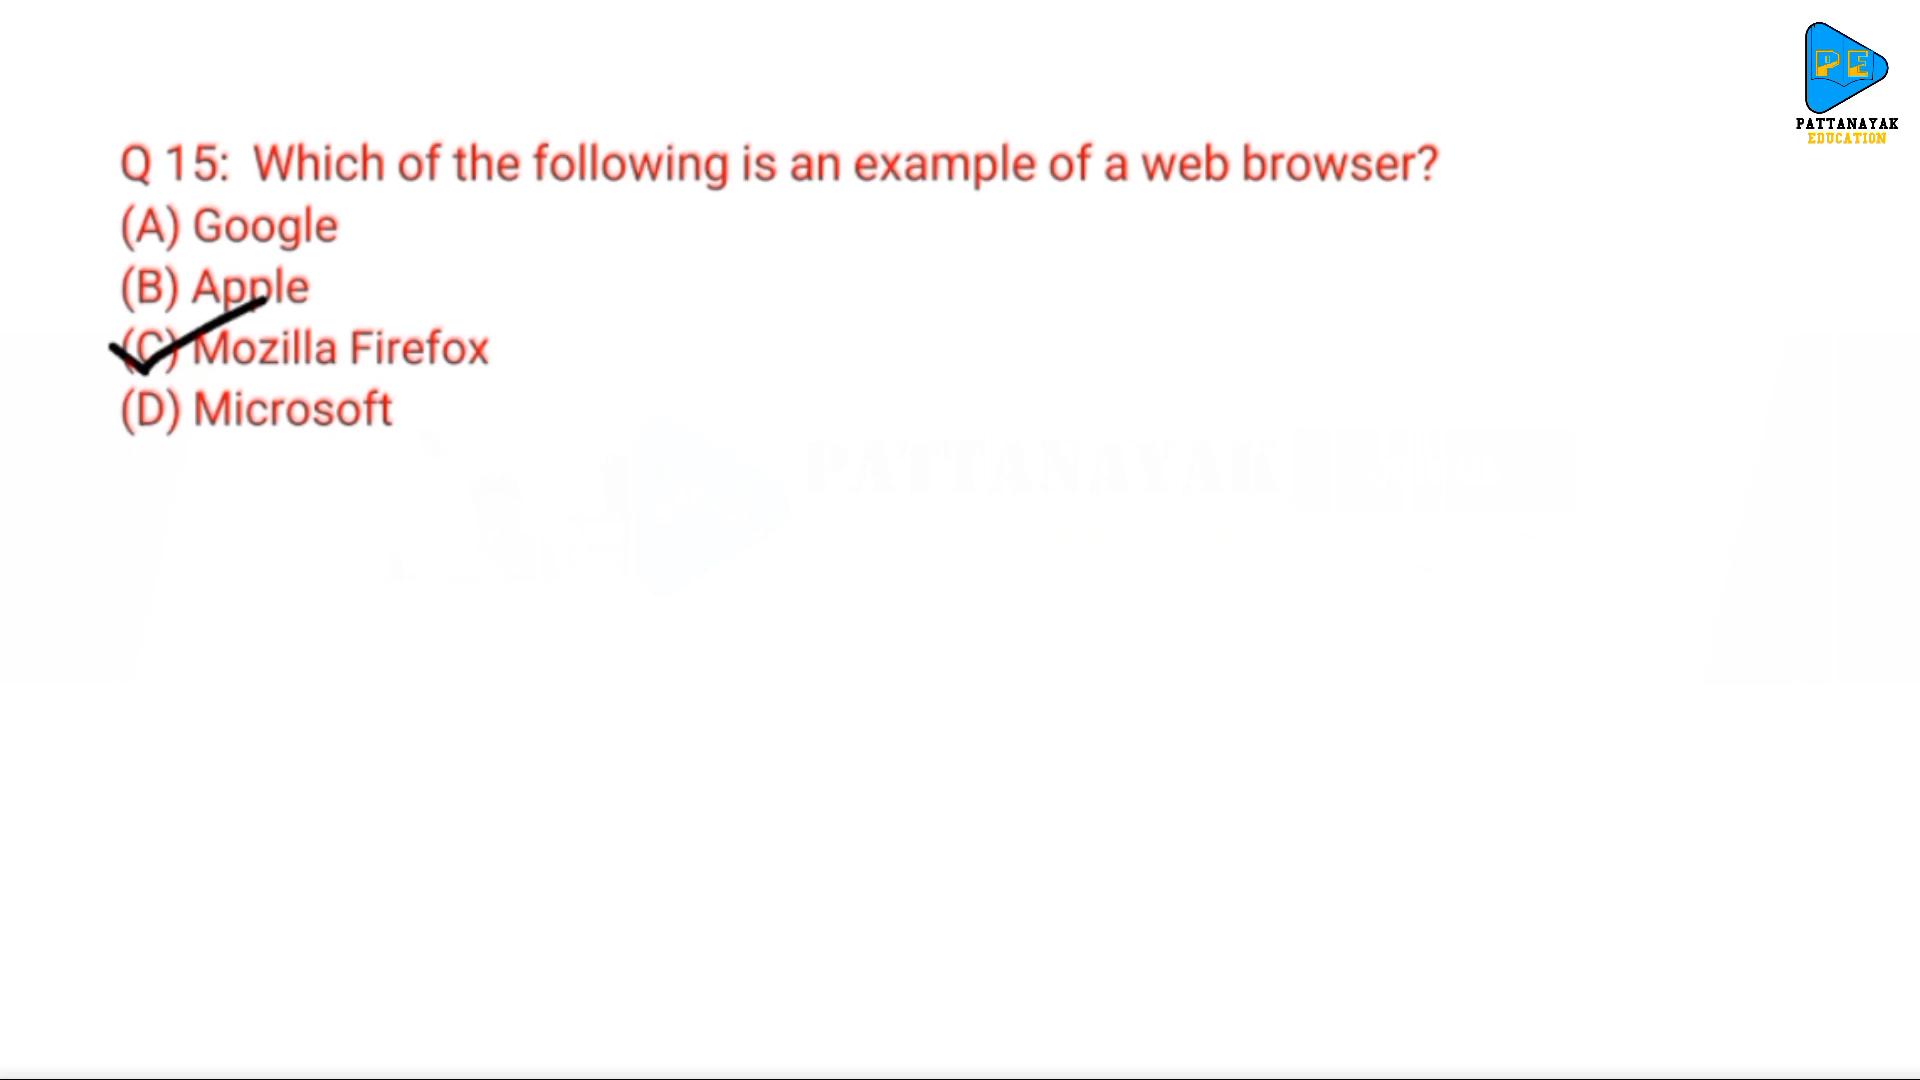 PE
PATTANAYAK
EDUCATION
Q 15: Which of the following is an example of a web browser?
(A) Google
(B) Apple
(C) Mozilla Firefox
(D) Microsoft
PATTANAYAK